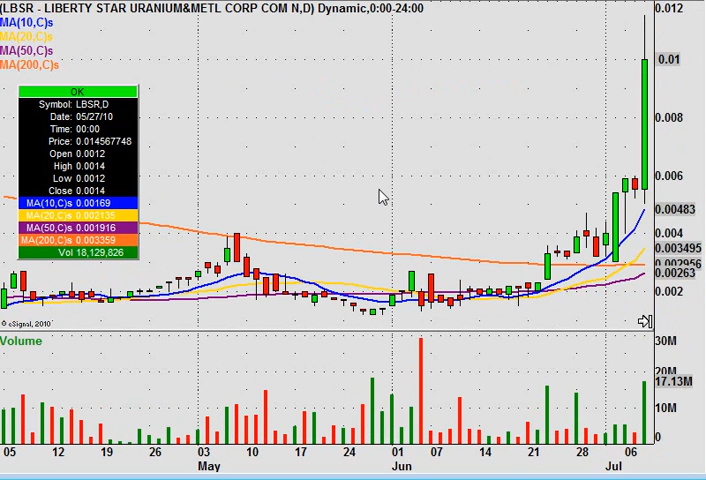 (LBSR - LIBERTY STAR URANIUM&METL CORP COM N,D) Dynamic,0:00-24:00
MA(10,C)s
MA(20,C)s
MA(50,C)s
MA(200,C)s
OK
Symbol: LBSR,D
Date: 05/27/10
Time: 00:00
Price: 0.014567748
Open 0.0012
High 0.0014
Low 0.0012
Close 0.0014
MA(10,C)s 0.00169
MA(20,C)s 0.002135
MA(50,C)s 0.001916
MA(200,C)s 0.003359
Vol 18,129,826
0.012
0.01
0.008
0.006
0.00483
0.004
0.003495
0.002956
0.00263
0.002
© eSignal, 2010
Volume
30M
20M
17.13M
10M
0
05 12 19 26 03 10 17 24 01 07 14 21 28 06
May Jun Jul